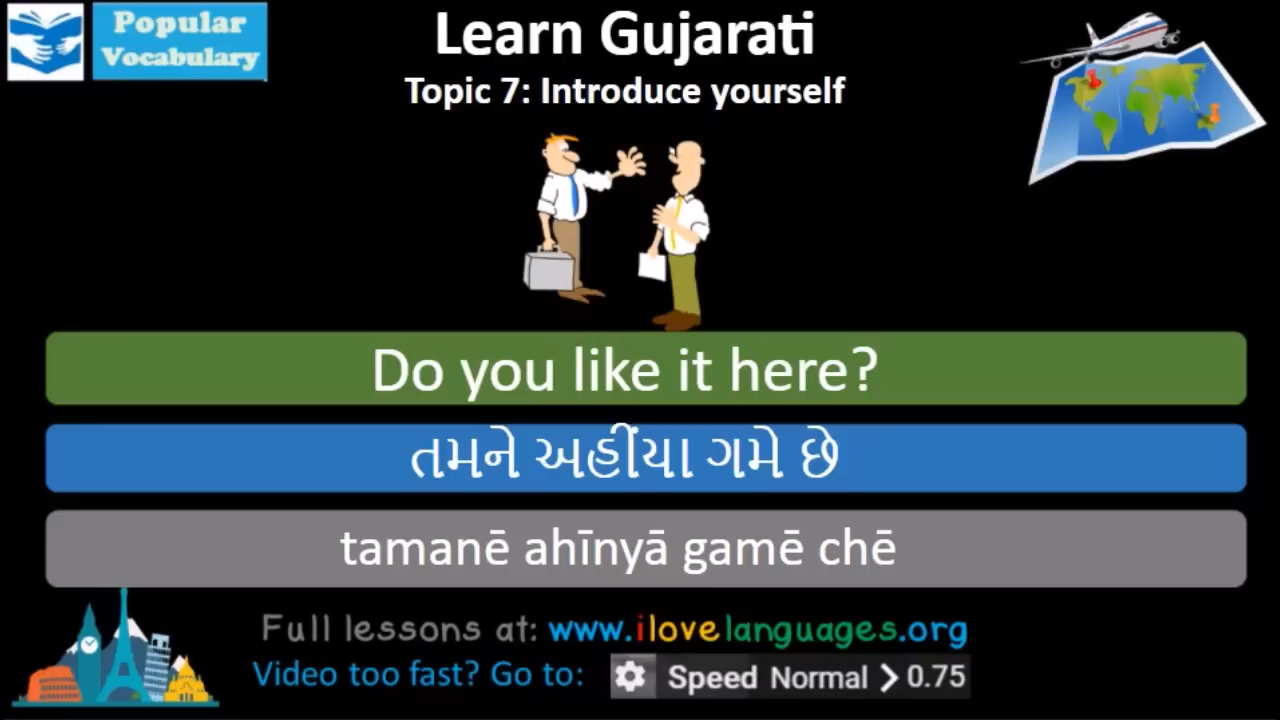 Popular
Vocabulary
Learn Gujarati
Topic 7: Introduce yourself
Do you like it here?
તમને અહીંયા ગમે છે
tamanē ahīnyā gamē chē
Full lessons at: www.ilovelanguages.org
Video too fast? Go to: Speed Normal > 0.75